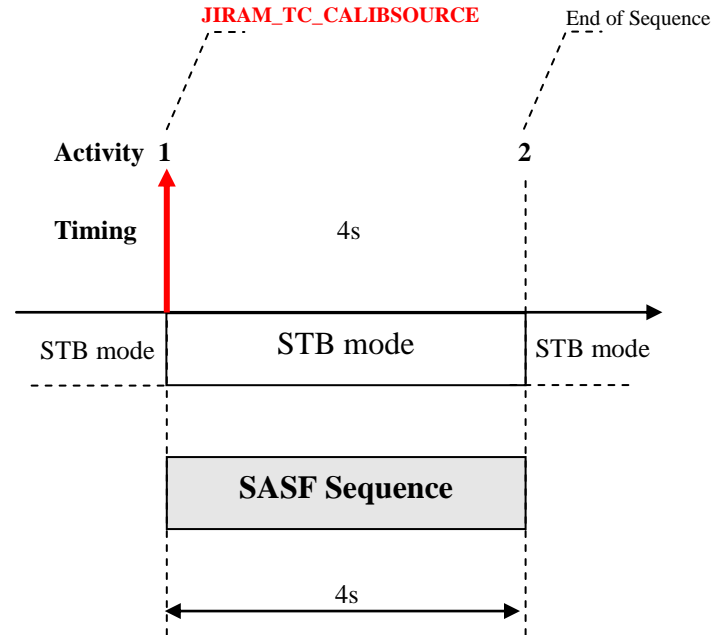 JIRAM_TC_CALIBSOURCE
End of Sequence
Activity 1
2
Timing
4s
STB mode
STB mode
STB mode
SASF Sequence
4s